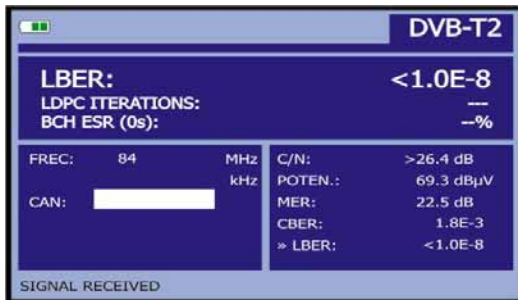 DVB-T2
LBER: <1.0E-8
LDPC ITERATIONS: ---
BCH ESR (0s): --%
FREC: 84 MHz
kHz
CAN:
C/N: >26.4 dB
POTEN.: 69.3 dBµV
MER: 22.5 dB
CBER: 1.8E-3
» LBER: <1.0E-8
SIGNAL RECEIVED